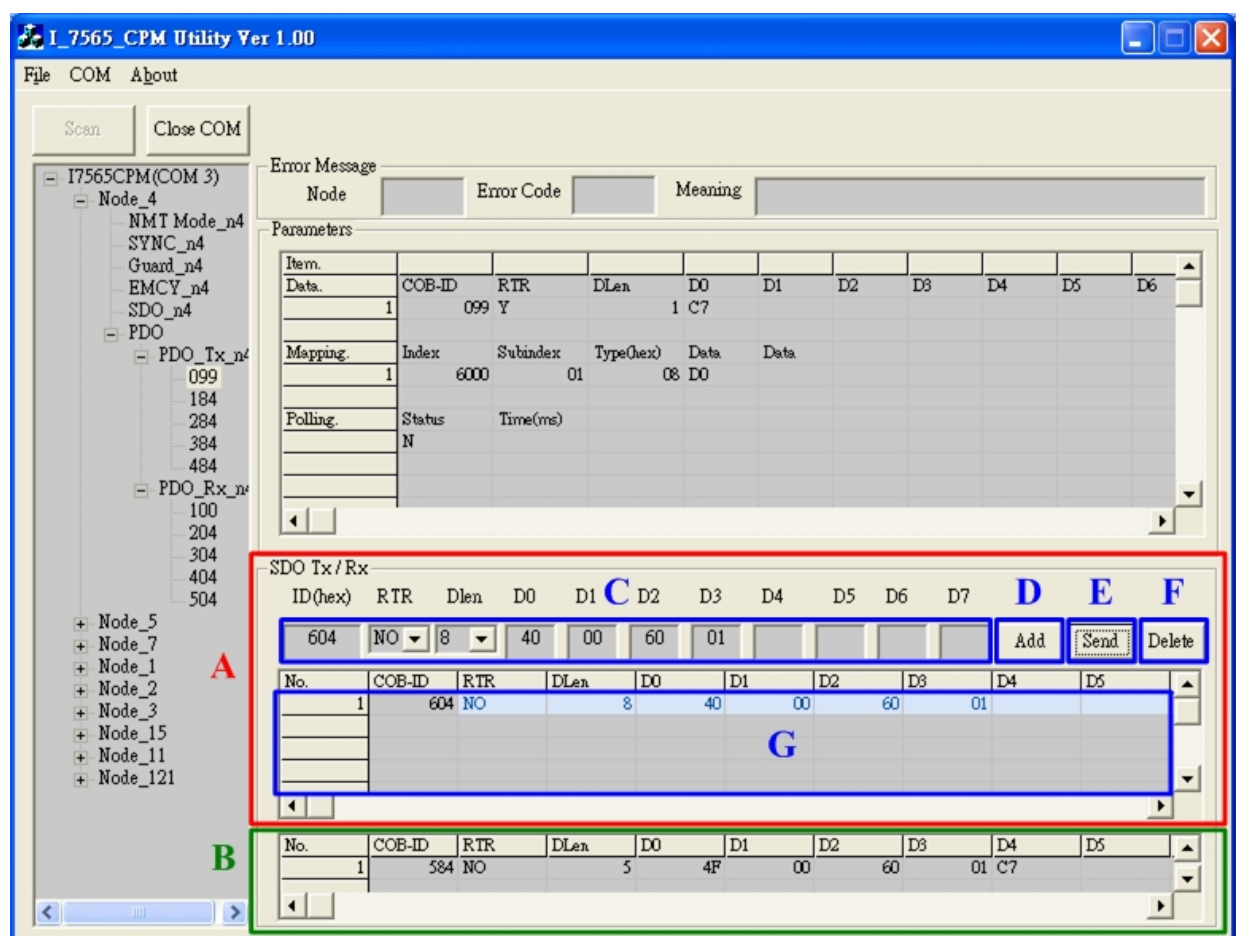 I_7565_CPM Utility Ver 1.00
File COM About
Scan Close COM
I7565CPM(COM 3)
Node_4
NMT Mode_n4
SYNC_n4
Guard_n4
EMCY_n4
SDO_n4
PDO
PDO_Tx_n4
099
184
284
384
484
PDO_Rx_n4
100
204
304
404
504
Node_5
Node_7
Node_1
Node_2
Node_3
Node_15
Node_11
Node_121
Error Message
Node Error Code Meaning
Parameters
Item.
Data. COB-ID RTR DLen D0 D1 D2 D3 D4 D5 D6
1 099 Y 1 C7
Mapping. Index Subindex Type(hex) Data Data
1 6000 01 08 D0
Polling. Status Time(ms)
N
A
SDO Tx / Rx
ID(hex) RTR Dlen D0 D1 C D2 D3 D4 D5 D6 D7 D E F
604 NO 8 40 00 60 01 Add Send Delete
No. COB-ID RTR DLen D0 D1 D2 D3 D4 D5
1 604 NO 8 40 00 60 01
G
B
No. COB-ID RTR DLen D0 D1 D2 D3 D4 D5
1 584 NO 5 4F 00 60 01 C7